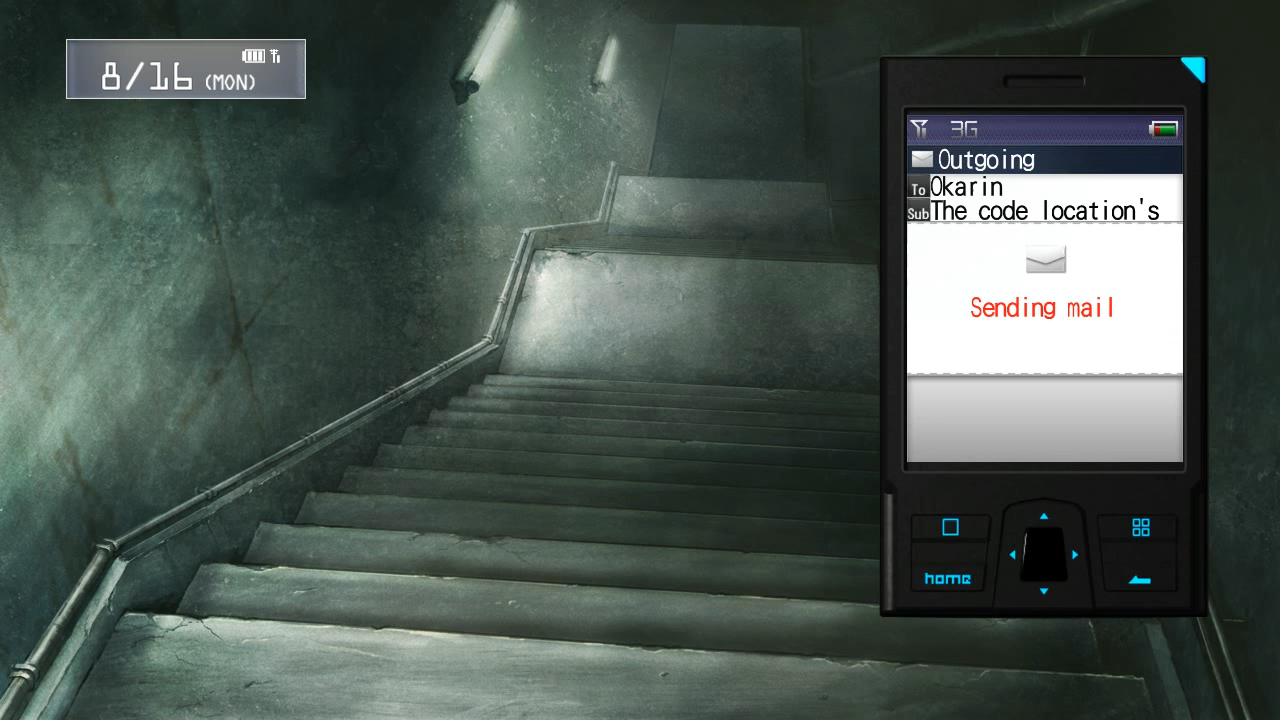 8/16 (MON)
3G
Outgoing
To Okarin
Sub The code location's
Sending mail
home